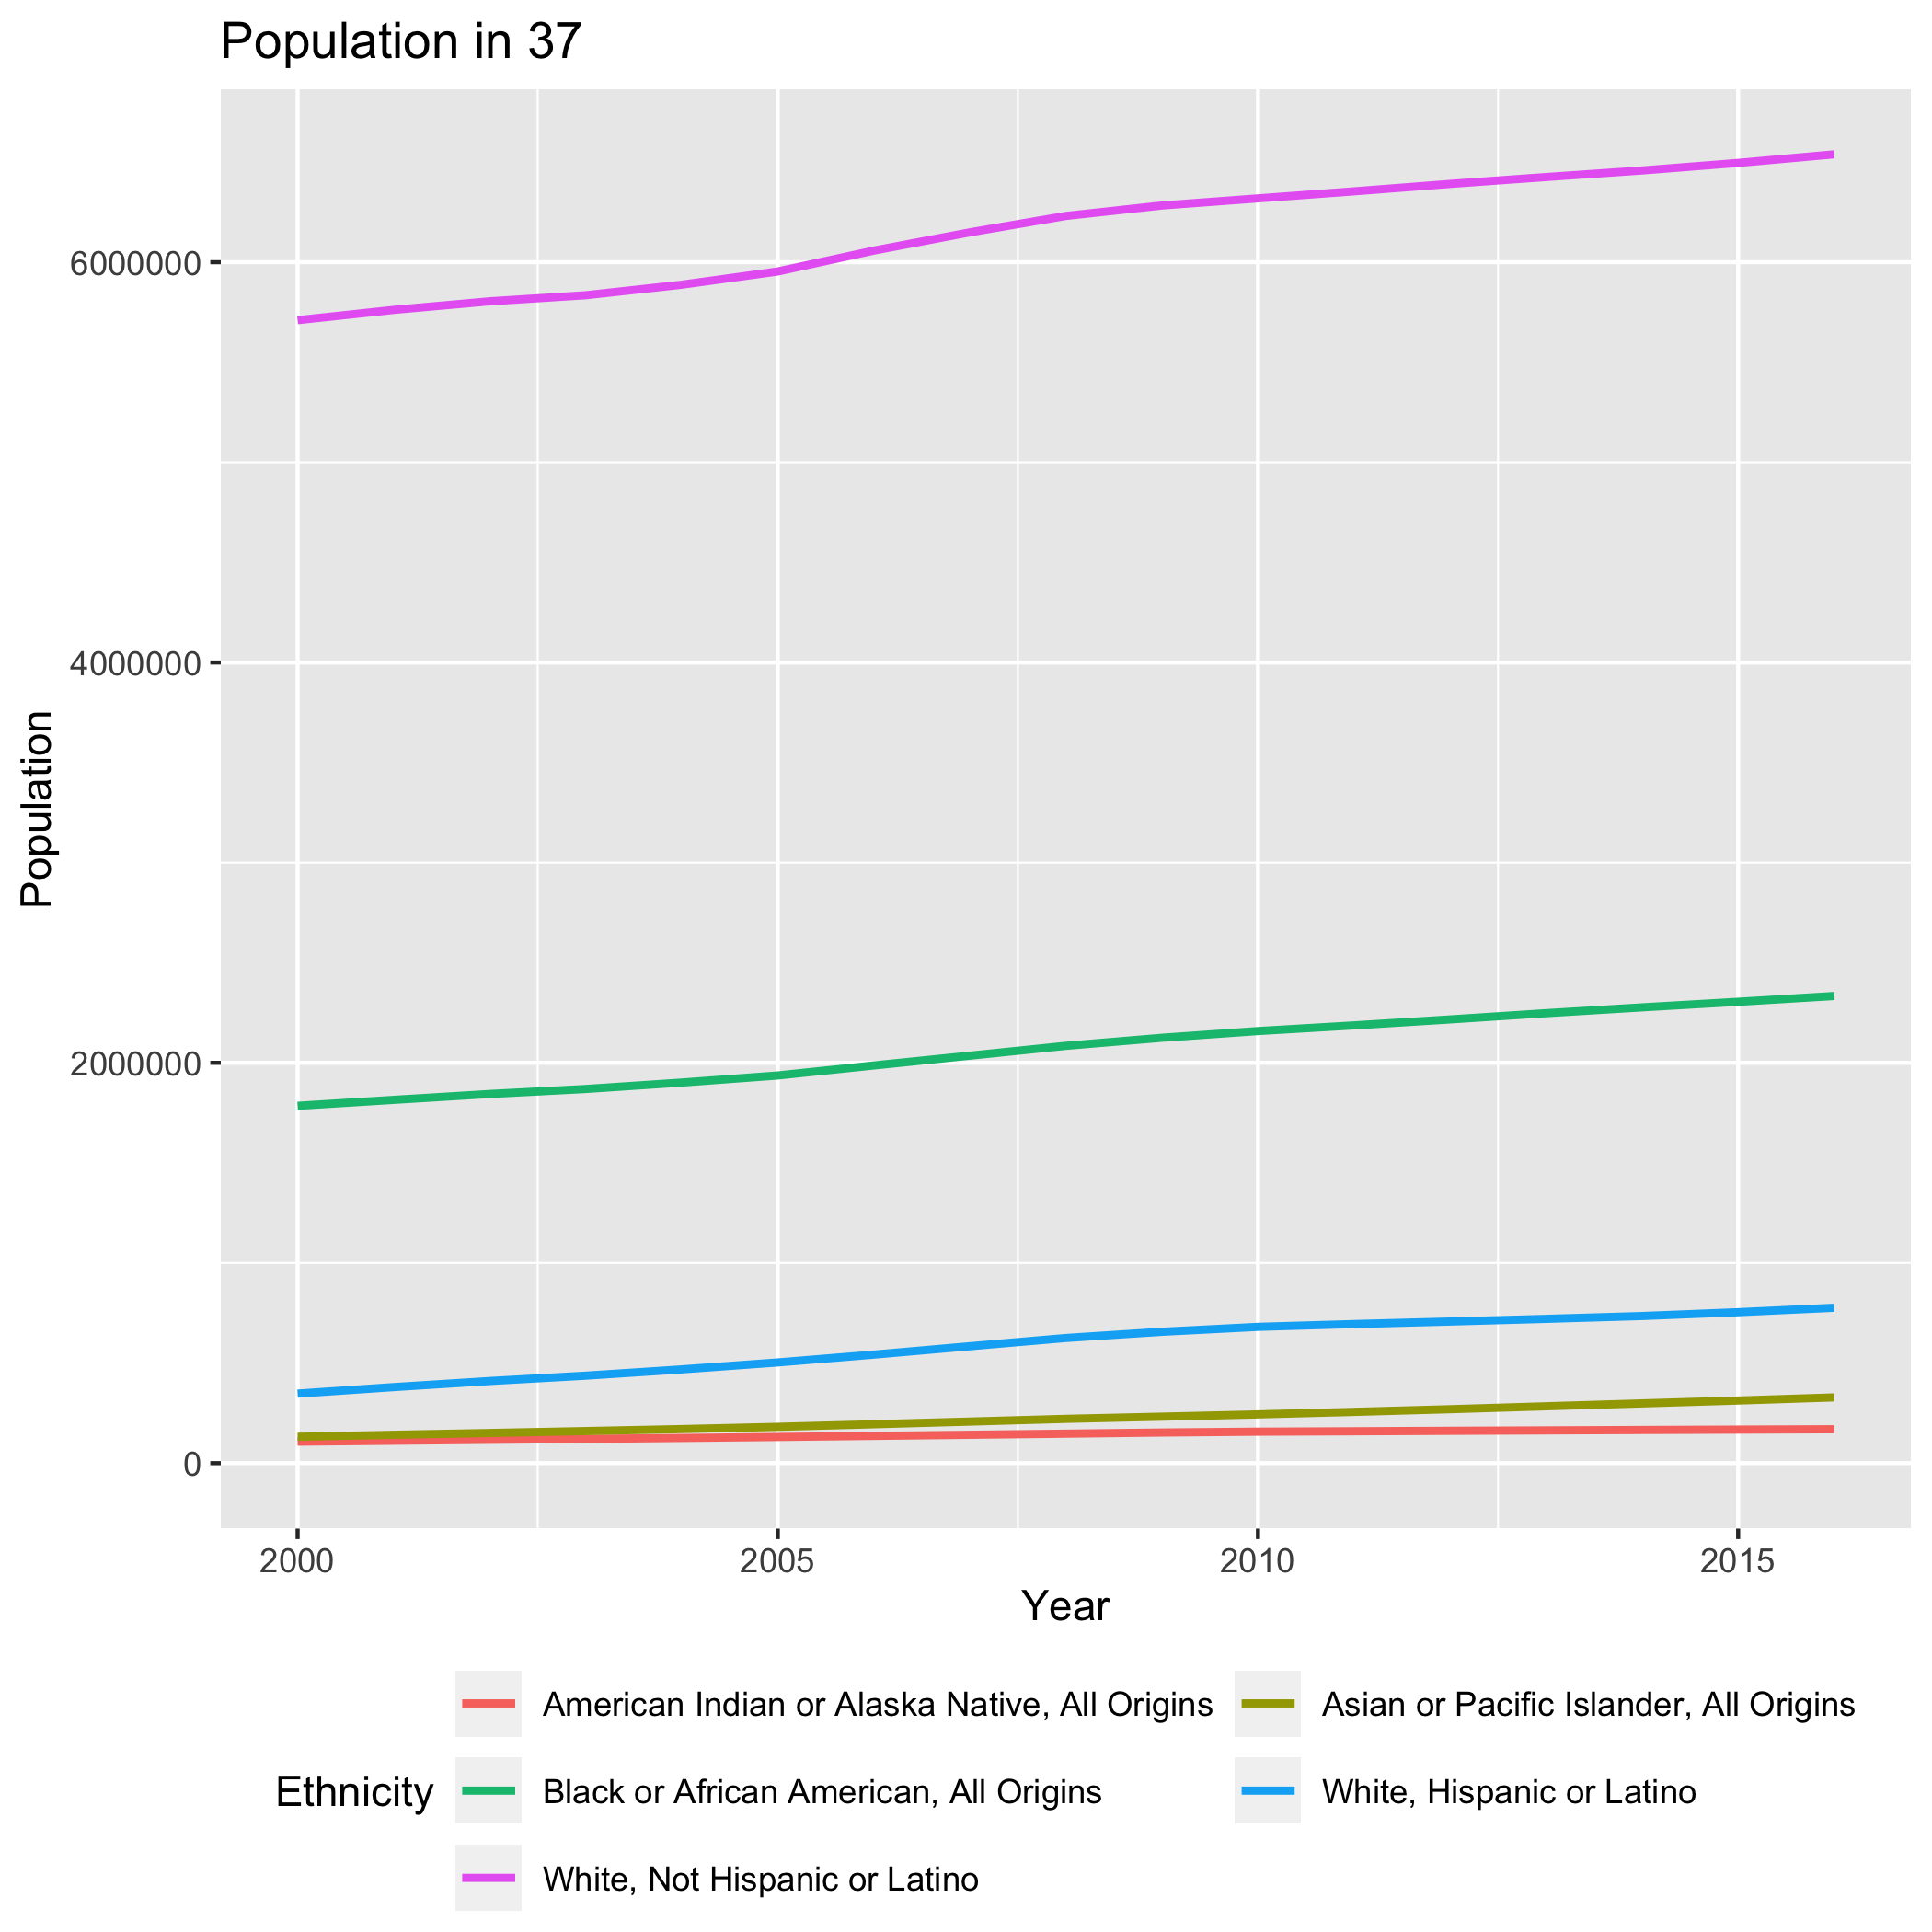 Population in 37
Population
6000000
4000000
2000000
0
2000 2005 2010 2015
Year
Ethnicity
American Indian or Alaska Native, All Origins
Asian or Pacific Islander, All Origins
Black or African American, All Origins
White, Hispanic or Latino
White, Not Hispanic or Latino